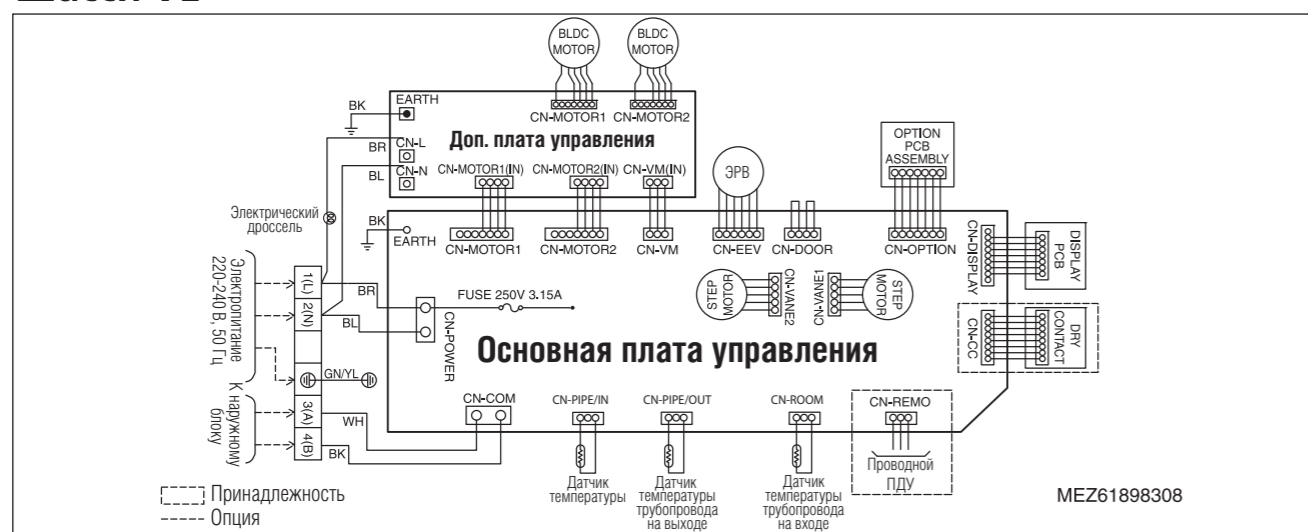 BLDC
MOTOR
BLDC
MOTOR
EARTH
BK
CN-MOTOR1
CN-MOTOR2
Доп. плата управления
CN-L
BR
CN-N
BL
CN-MOTOR1(IN)
CN-MOTOR2(IN)
CN-VM(IN)
ЭРВ
OPTION
PCB
ASSEMBLY
Электрический
дроссель
BK
EARTH
CN-MOTOR1
CN-MOTOR2
CN-VM
CN-EEV
CN-DOOR
CN-OPTION
CN-DISPLAY
DISPLAY
PCB
Электропитание
220-240 В, 50 Гц
1(L)
2(N)
BR
BL
FUSE 250V 3.15A
CN-POWER
STEP
MOTOR
CN-VANE2
CN-VANE1
STEP
MOTOR
CN-CC
DRY
CONTACT
Основная плата управления
GN/YL
К наружному
блоку
3(A)
4(B)
WH
BK
CN-COM
CN-PIPE/IN
CN-PIPE/OUT
CN-ROOM
CN-REMO
Датчик
температуры
Датчик
температуры
трубопровода
на выходе
Датчик
температуры
трубопровода
на входе
Проводной
ПДУ
Принадлежность
Опция
MEZ61898308